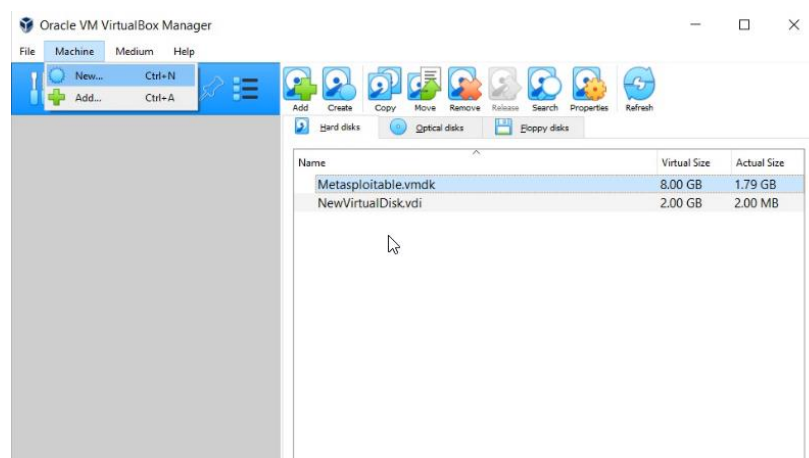 Oracle VM VirtualBox Manager
File Machine Medium Help
New... Ctrl+N
Add... Ctrl+A
Add Create Copy Move Remove Release Search Properties Refresh
Hard disks Optical disks Floppy disks
Name Virtual Size Actual Size
Metasploitable.vmdk 8.00 GB 1.79 GB
NewVirtualDisk.vdi 2.00 GB 2.00 MB